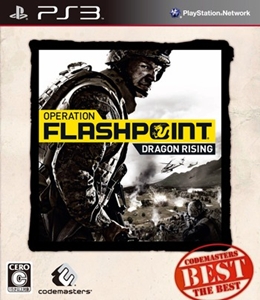 PS3
PlayStation Network
OPERATION
FLASHPOINT
DRAGON RISING
CERO
C
codemasters
CODEMASTERS
BEST
THE BEST